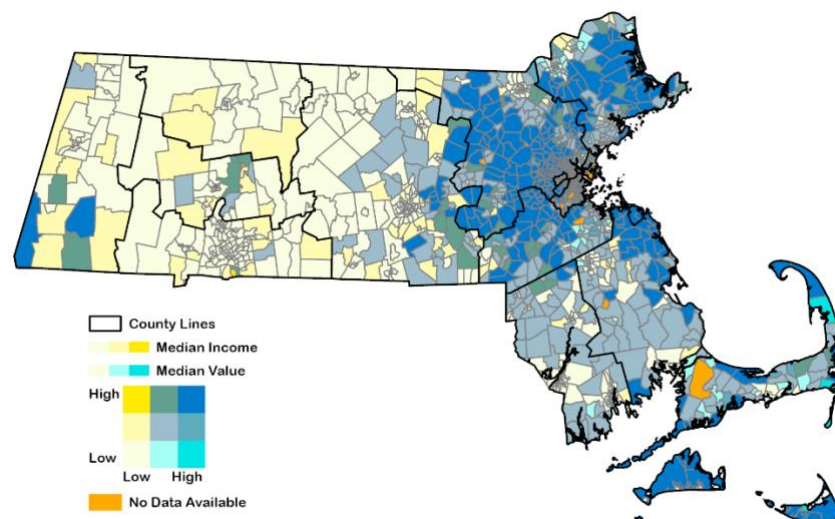 County Lines
Median Income
Median Value
High
Low
Low High
No Data Available